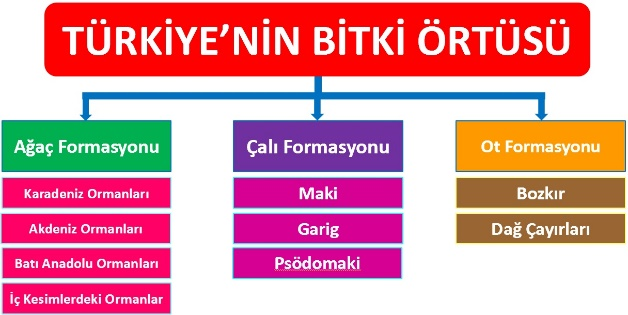 TÜRKİYE'NİN BİTKİ ÖRTÜSÜ
Ağaç Formasyonu
Karadeniz Ormanları
Akdeniz Ormanları
Batı Anadolu Ormanları
İç Kesimlerdeki Ormanlar
Çalı Formasyonu
Maki
Garig
Psödomaki
Ot Formasyonu
Bozkır
Dağ Çayırları